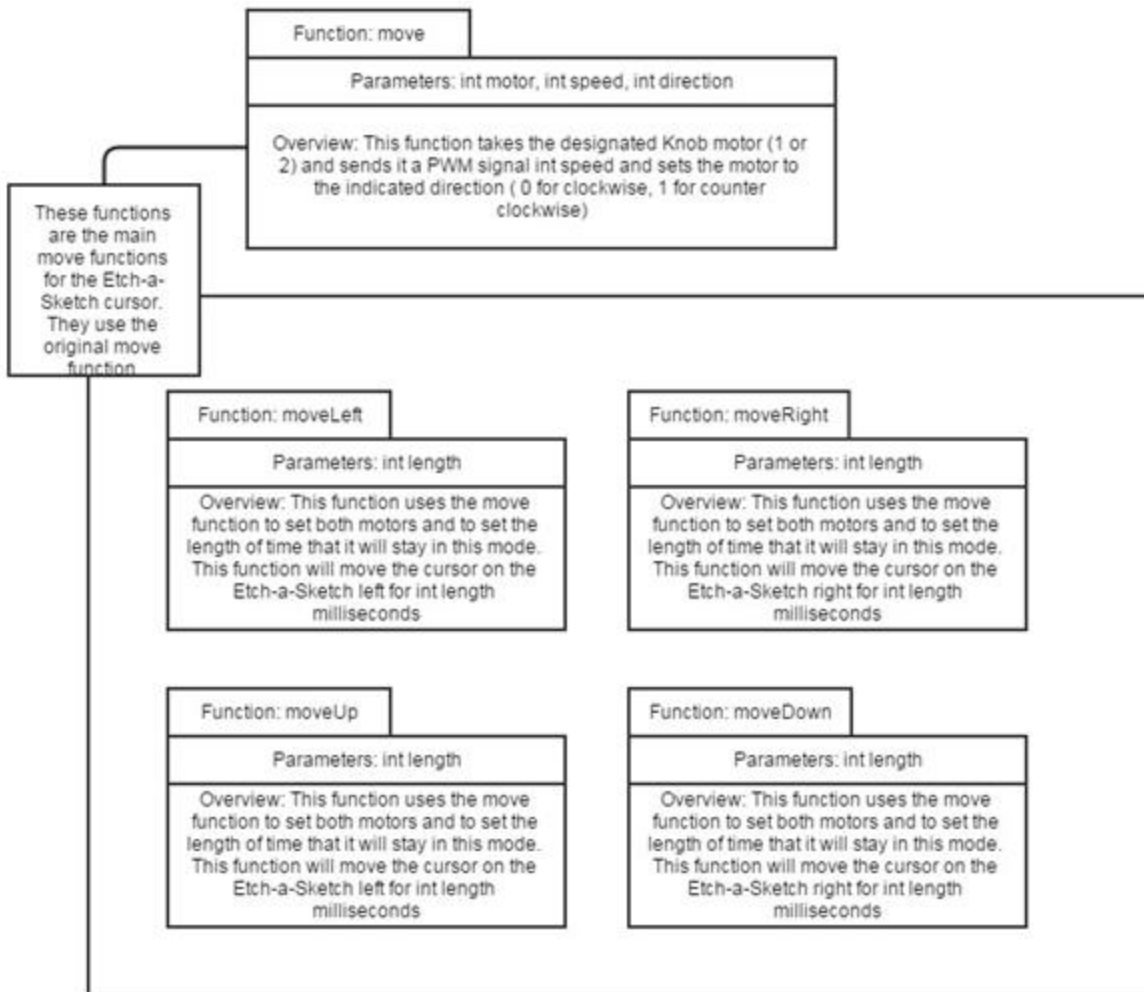 Function: move
Parameters: int motor, int speed, int direction
Overview: This function takes the designated Knob motor (1 or
2) and sends it a PWM signal int speed and sets the motor to
the indicated direction ( 0 for clockwise, 1 for counter
clockwise)
These functions
are the main
move functions
for the Etch-a-
Sketch cursor.
They use the
original move
function
Function: moveLeft
Parameters: int length
Overview: This function uses the move
function to set both motors and to set the
length of time that it will stay in this mode.
This function will move the cursor on the
Etch-a-Sketch left for int length
milliseconds
Function: moveRight
Parameters: int length
Overview: This function uses the move
function to set both motors and to set the
length of time that it will stay in this mode.
This function will move the cursor on the
Etch-a-Sketch right for int length
milliseconds
Function: moveUp
Parameters: int length
Overview: This function uses the move
function to set both motors and to set the
length of time that it will stay in this mode.
This function will move the cursor on the
Etch-a-Sketch left for int length
milliseconds
Function: moveDown
Parameters: int length
Overview: This function uses the move
function to set both motors and to set the
length of time that it will stay in this mode.
This function will move the cursor on the
Etch-a-Sketch right for int length
milliseconds